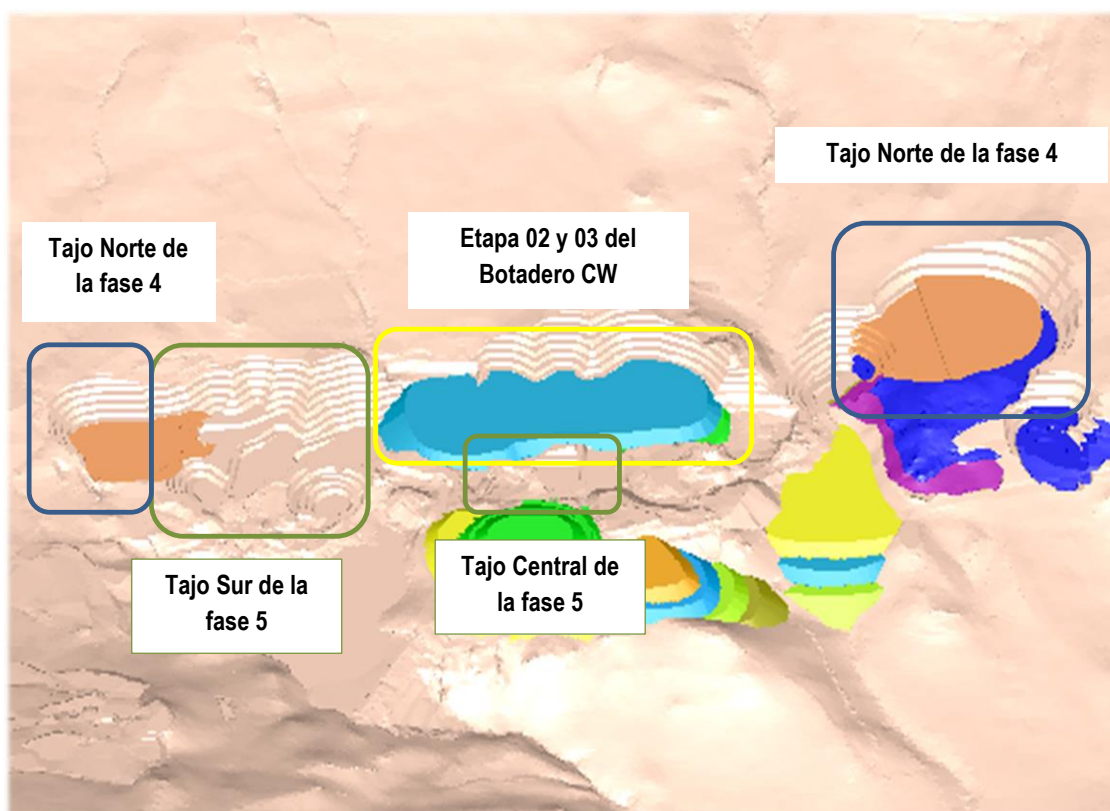 Tajo Norte de la fase 4
Etapa 02 y 03 del
Botadero CW
Tajo Norte de
la fase 4
Tajo Sur de la
fase 5
Tajo Central de
la fase 5